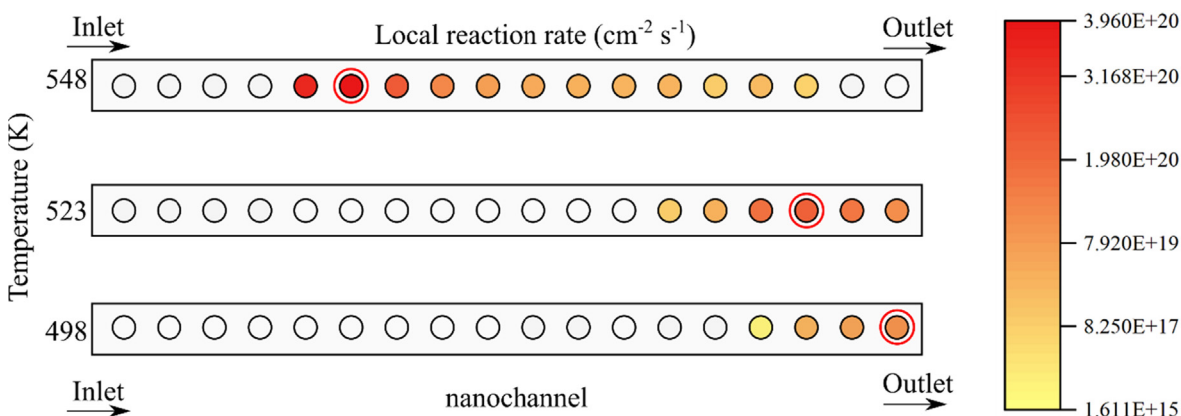 Inlet
Local reaction rate (cm⁻² s⁻¹)
Outlet
548
523
498
Temperature (K)
Inlet
nanochannel
Outlet
3.960E+20
3.168E+20
1.980E+20
7.920E+19
8.250E+17
1.611E+15